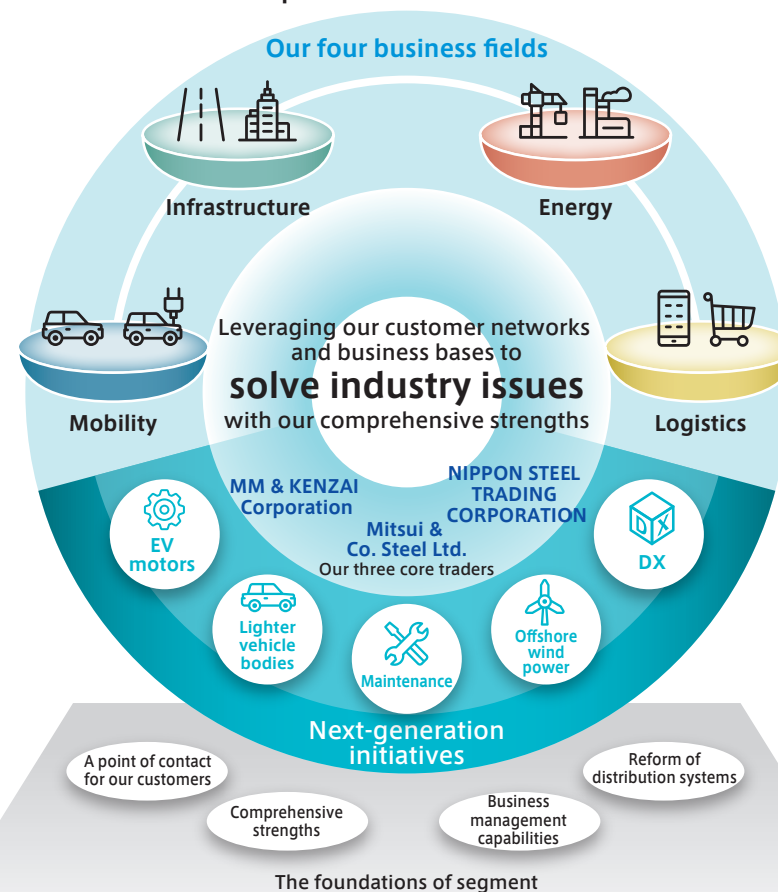 Our four business fields
Infrastructure
Energy
Mobility
Logistics
Leveraging our customer networks
and business bases to
solve industry issues
with our comprehensive strengths
MM & KENZAI
Corporation
NIPPON STEEL
TRADING
CORPORATION
Mitsui &
Co. Steel Ltd.
Our three core traders
EV
motors
DX
DX
Lighter
vehicle
bodies
Maintenance
Offshore
wind
power
Next-generation
initiatives
A point of contact
for our customers
Comprehensive
strengths
Business
management
capabilities
Reform of
distribution systems
The foundations of segment